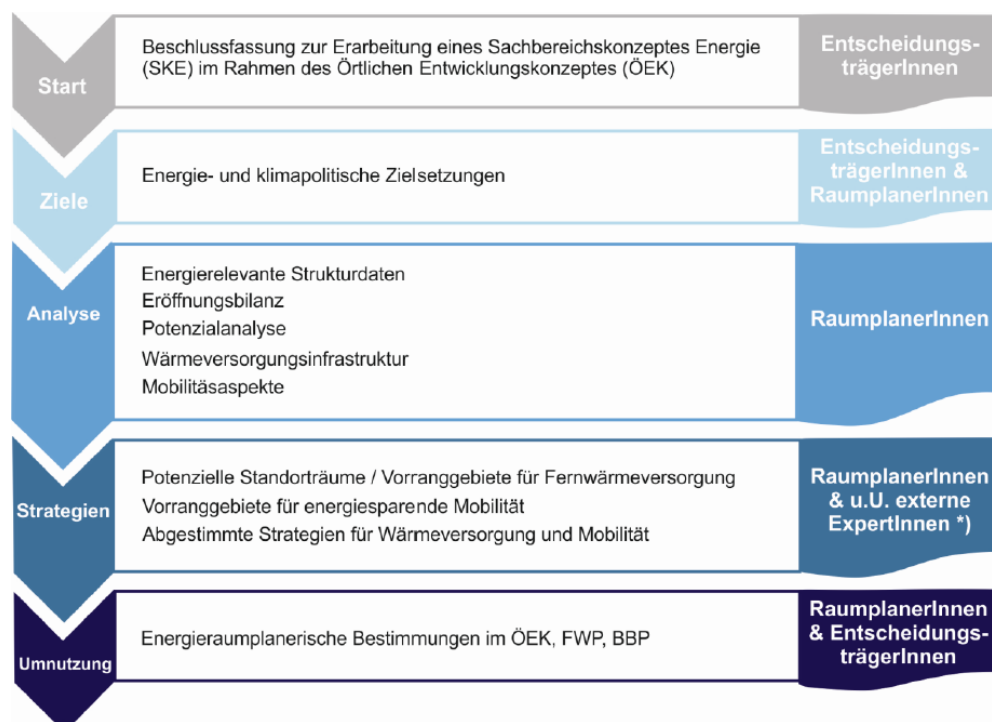 Start
Beschlussfassung zur Erarbeitung eines Sachbereichskonzeptes Energie
(SKE) im Rahmen des Örtlichen Entwicklungskonzeptes (ÖEK)
Entscheidungs-
trägerInnen
Ziele
Energie- und klimapolitische Zielsetzungen
Entscheidungs-
trägerInnen &
RaumplanerInnen
Analyse
Energierelevante Strukturdaten
Eröffnungsbilanz
Potenzialanalyse
Wärmeversorgungsinfrastruktur
Mobilitäsaspekte
RaumplanerInnen
Strategien
Potenzielle Standorträume / Vorranggebiete für Fernwärmeversorgung
Vorranggebiete für energiesparende Mobilität
Abgestimmte Strategien für Wärmeversorgung und Mobilität
RaumplanerInnen
& u.U. externe
ExpertInnen *)
Umnutzung
Energieraumplanerische Bestimmungen im ÖEK, FWP, BBP
RaumplanerInnen
& Entscheidungs-
trägerInnen